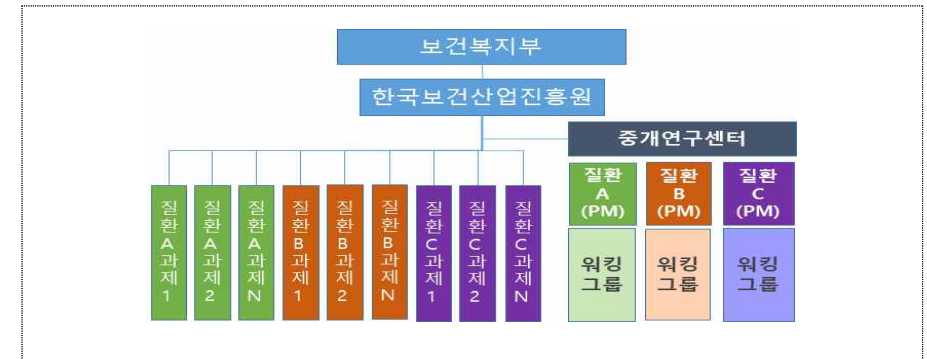 보건복지부
한국보건산업진흥원
중개연구센터
질환
A
(PM)
질환
B
(PM)
질환
C
(PM)
질환A과제1
질환A과제2
질환A과제N
질환B과제1
질환B과제2
질환B과제N
질환C과제1
질환C과제2
질환C과제N
워킹
그룹
워킹
그룹
워킹
그룹